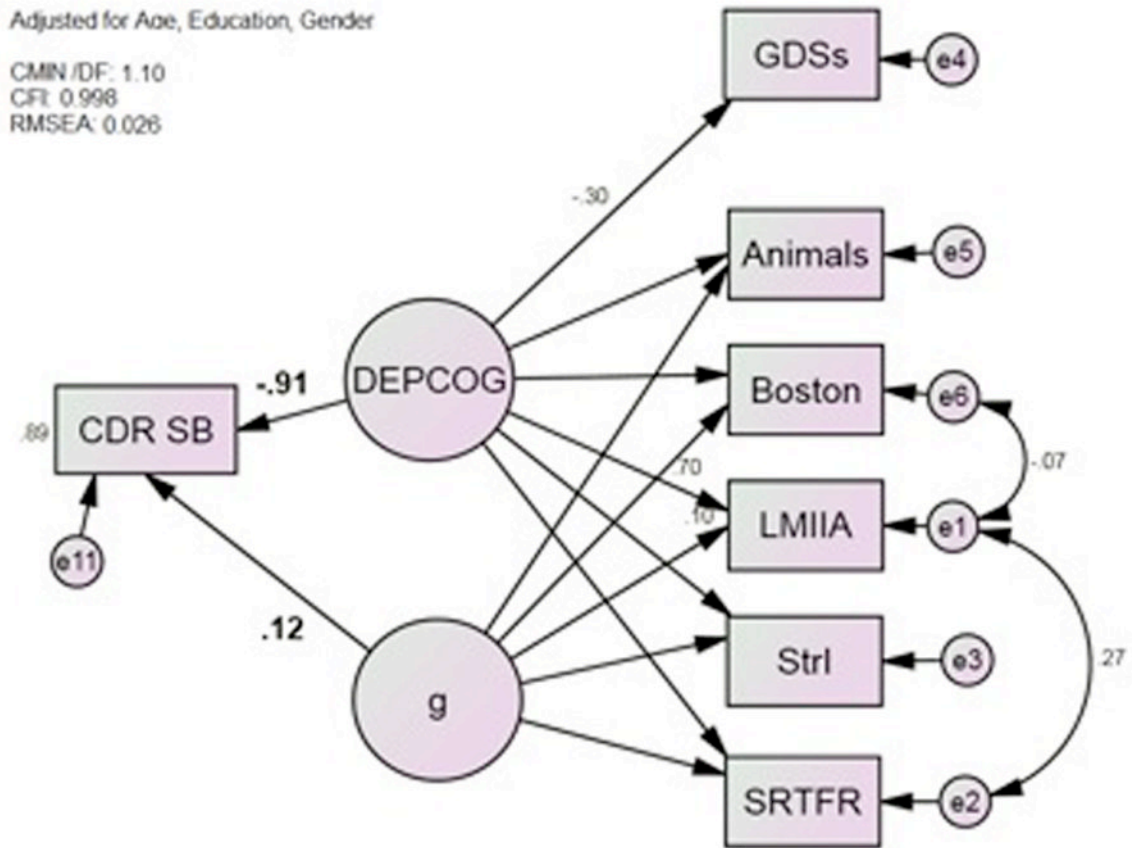 Adjusted for Age, Education, Gender
CMIN /DF: 1.10
CFI: 0.998
RMSEA: 0.026
GDSs
e4
-.30
Animals
e5
DEPCOG
-.91
Boston
e6
.89
CDR SB
-.07
.70
.10
LMIIA
e1
e11
.12
Strl
e3
.27
g
SRTFR
e2